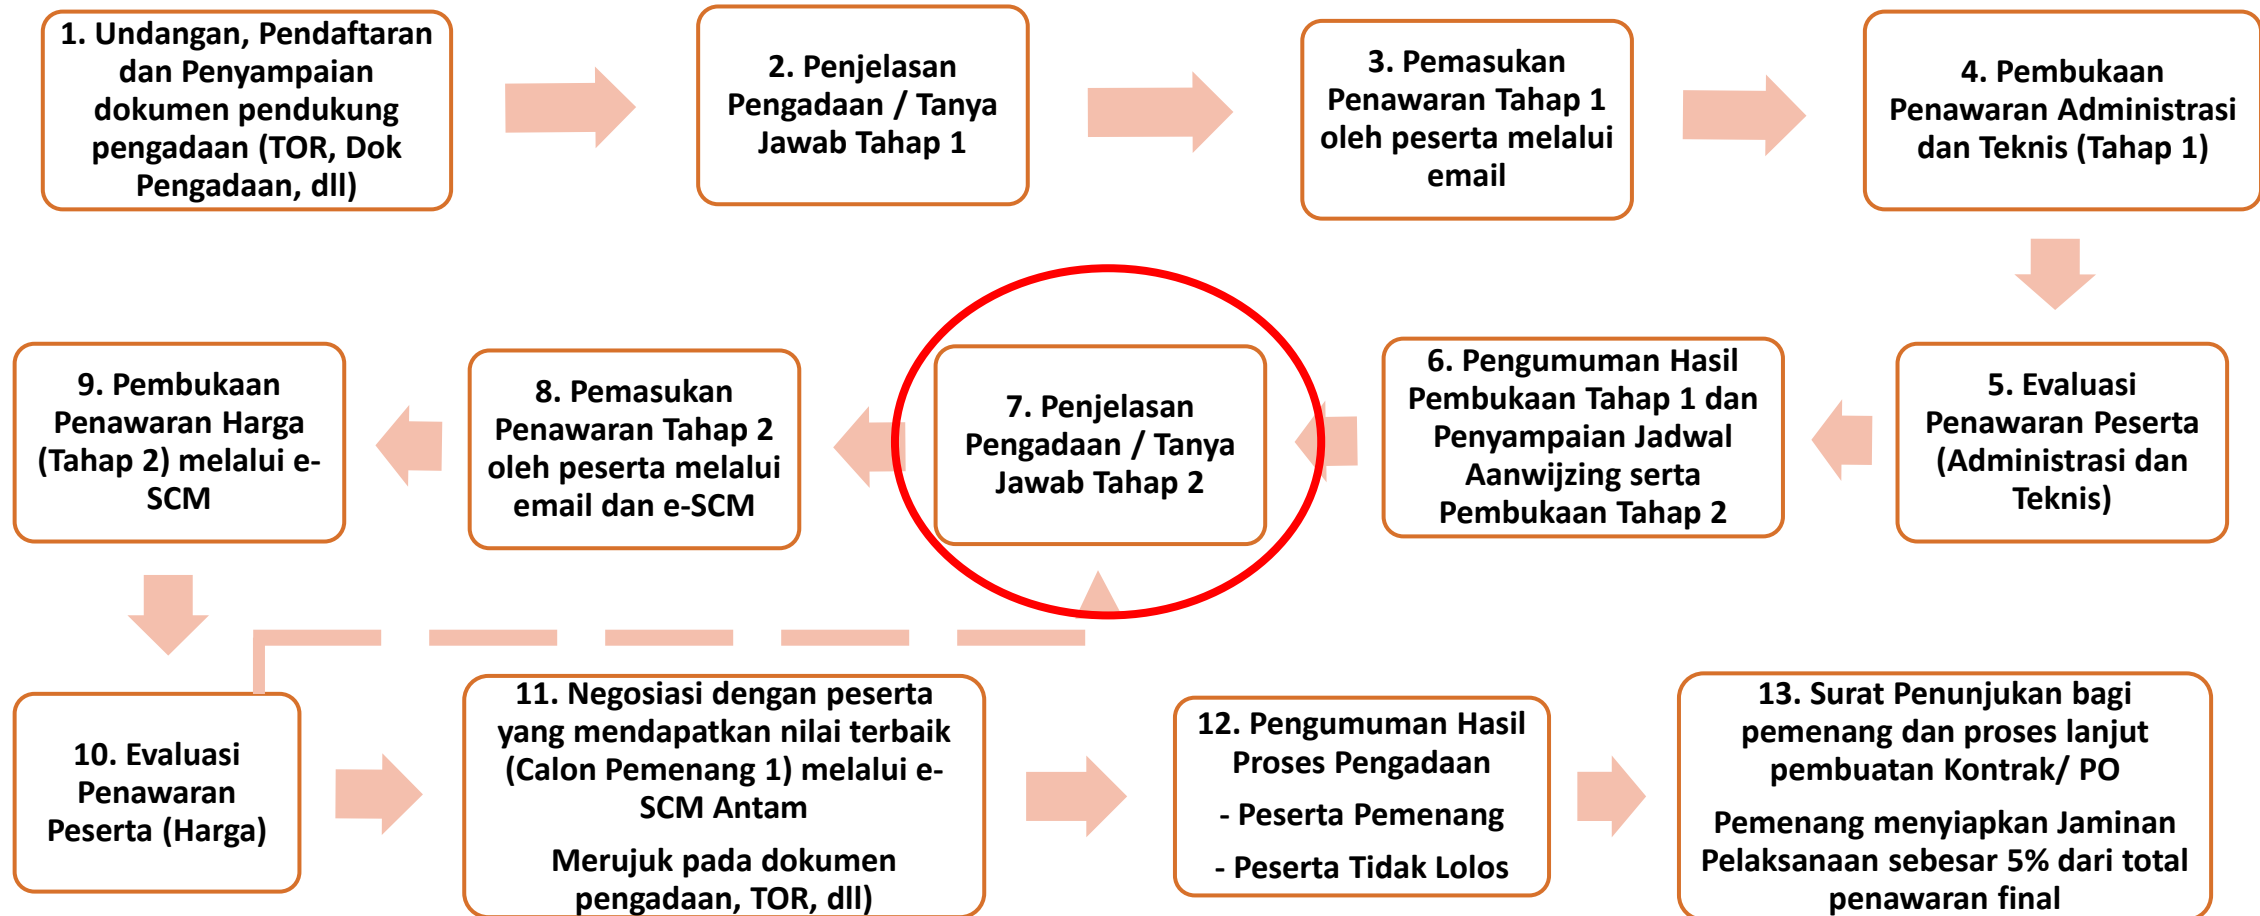 1. Undangan, Pendaftaran
dan Penyampaian
dokumen pendukung
pengadaan (TOR, Dok
Pengadaan, dll)
2. Penjelasan
Pengadaan / Tanya
Jawab Tahap 1
3. Pemasukan
Penawaran Tahap 1
oleh peserta melalui
email
4. Pembukaan
Penawaran Administrasi
dan Teknis (Tahap 1)
5. Evaluasi
Penawaran Peserta
(Administrasi dan
Teknis)
6. Pengumuman Hasil
Pembukaan Tahap 1 dan
Penyampaian Jadwal
Aanwijzing serta
Pembukaan Tahap 2
7. Penjelasan
Pengadaan / Tanya
Jawab Tahap 2
8. Pemasukan
Penawaran Tahap 2
oleh peserta melalui
email dan e-SCM
9. Pembukaan
Penawaran Harga
(Tahap 2) melalui e-
SCM
10. Evaluasi
Penawaran
Peserta (Harga)
11. Negosiasi dengan peserta
yang mendapatkan nilai terbaik
(Calon Pemenang 1) melalui e-
SCM Antam
Merujuk pada dokumen
pengadaan, TOR, dll)
12. Pengumuman Hasil
Proses Pengadaan
- Peserta Pemenang
- Peserta Tidak Lolos
13. Surat Penunjukan bagi
pemenang dan proses lanjut
pembuatan Kontrak/ PO
Pemenang menyiapkan Jaminan
Pelaksanaan sebesar 5% dari total
penawaran final